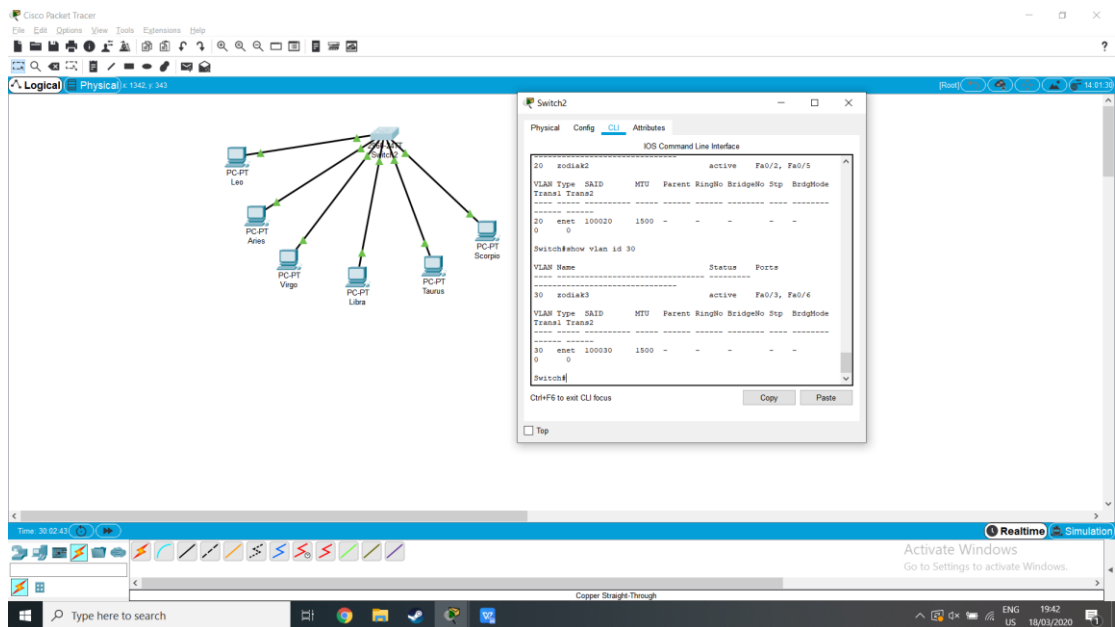 Cisco Packet Tracer
File Edit Options View Tools Extensions Help
?
Logical Physical x: 1342, y: 343
[Root] 14:01:30
PC-PT
Leo
Switch2
PC-PT
Aries
PC-PT
Virgo
PC-PT
Libra
PC-PT
Taurus
PC-PT
Scorpio
Switch2
Physical Config CLI Attributes
IOS Command Line Interface
20 zodiak2 active Fa0/2, Fa0/5
VLAN Type SAID MTU Parent RingNo BridgeNo Stp BrdgMode
Trans1 Trans2
---- ----- ---------- ----- ------ ------ -------- ---- --------
------ ------
20 enet 100020 1500 - - - - -
0 0
Switch#show vlan id 30
VLAN Name Status Ports
---- -------------------------------- ---------
-------------------------------
30 zodiak3 active Fa0/3, Fa0/6
VLAN Type SAID MTU Parent RingNo BridgeNo Stp BrdgMode
Trans1 Trans2
---- ----- ---------- ----- ------ ------ -------- ---- --------
------ ------
30 enet 100030 1500 - - - - -
0 0
Switch#
Ctrl+F6 to exit CLI focus
Copy Paste
Top
Time: 30:02:43
Realtime Simulation
Activate Windows
Go to Settings to activate Windows.
Copper Straight-Through
Type here to search
ENG 19:42
US 18/03/2020